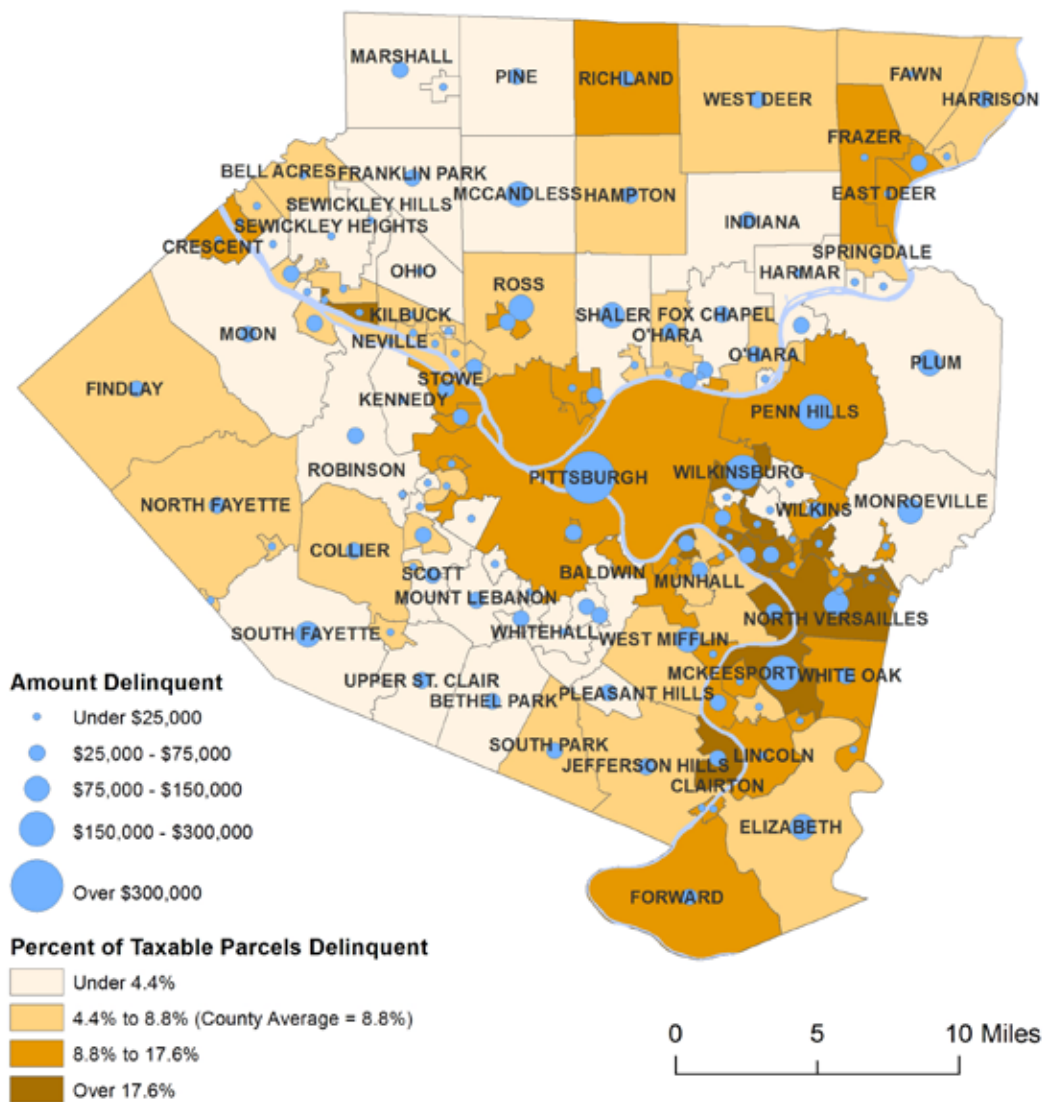 MARSHALL
PINE
RICHLAND
WEST DEER
FAWN
HARRISON
FRAZER
BELL ACRES
FRANKLIN PARK
MCCANDLESS
HAMPTON
EAST DEER
SEWICKLEY HILLS
SEWICKLEY HEIGHTS
INDIANA
CRESCENT
SPRINGDALE
OHIO
HARMAR
ROSS
KILBUCK
SHALER
FOX CHAPEL
MOON
O'HARA
NEVILLE
O'HARA
PLUM
FINDLAY
STOWE
KENNEDY
PENN HILLS
ROBINSON
PITTSBURGH
WILKINSBURG
NORTH FAYETTE
WILKINS
MONROEVILLE
COLLIER
SCOTT
BALDWIN
MUNHALL
MOUNT LEBANON
NORTH VERSAILLES
SOUTH FAYETTE
WHITEHALL
WEST MIFFLIN
UPPER ST. CLAIR
MCKEESPORT
WHITE OAK
BETHEL PARK
PLEASANT HILLS
SOUTH PARK
JEFFERSON HILLS
LINCOLN
CLAIRTON
ELIZABETH
FORWARD
Amount Delinquent
Under $25,000
$25,000 - $75,000
$75,000 - $150,000
$150,000 - $300,000
Over $300,000
Percent of Taxable Parcels Delinquent
Under 4.4%
4.4% to 8.8% (County Average = 8.8%)
8.8% to 17.6%
Over 17.6%
0 5 10 Miles